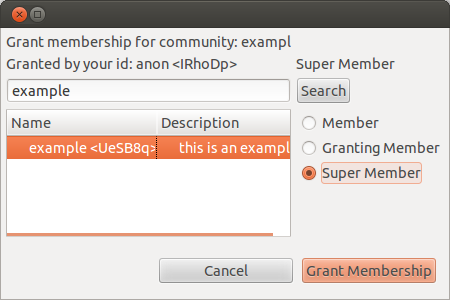 Grant membership for community: exampl
Granted by your id: anon <IRhoDp> Super Member
example Search
Name Description
example <UeSB8q> this is an exampl
Member
Granting Member
Super Member
Cancel Grant Membership